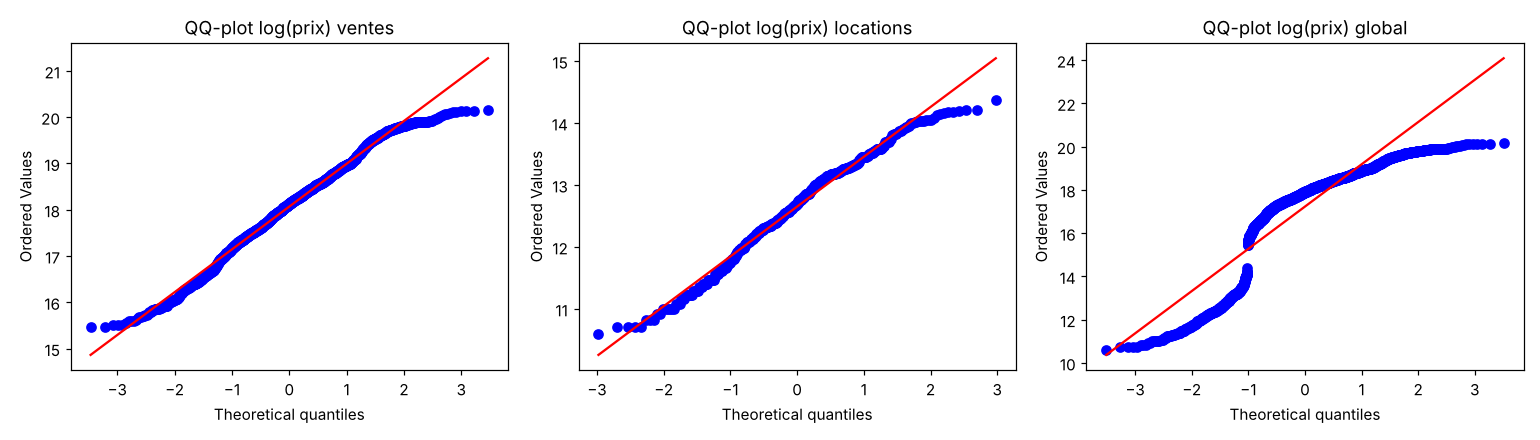 QQ-plot log(prix) ventes
Ordered Values
21
20
19
18
17
16
15
−3 −2 −1 0 1 2 3
Theoretical quantiles
QQ-plot log(prix) locations
Ordered Values
15
14
13
12
11
−3 −2 −1 0 1 2 3
Theoretical quantiles
QQ-plot log(prix) global
Ordered Values
24
22
20
18
16
14
12
10
−3 −2 −1 0 1 2 3
Theoretical quantiles